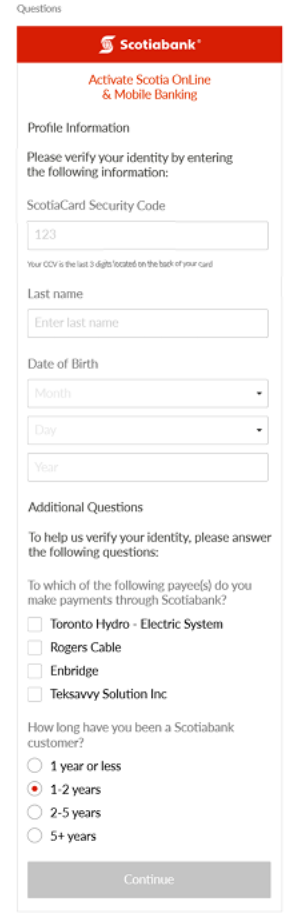 Questions
Scotiabank
Activate Scotia OnLine
& Mobile Banking
Profile Information
Please verify your identity by entering
the following information:
ScotiaCard Security Code
123
Your CCV is the last 3 digits located on the back of your card
Last name
Enter last name
Date of Birth
Month
Day
Year
Additional Questions
To help us verify your identity, please answer
the following questions:
To which of the following payee(s) do you
make payments through Scotiabank?
Toronto Hydro - Electric System
Rogers Cable
Enbridge
Teksavvy Solution Inc
How long have you been a Scotiabank
customer?
1 year or less
1-2 years
2-5 years
5+ years
Continue